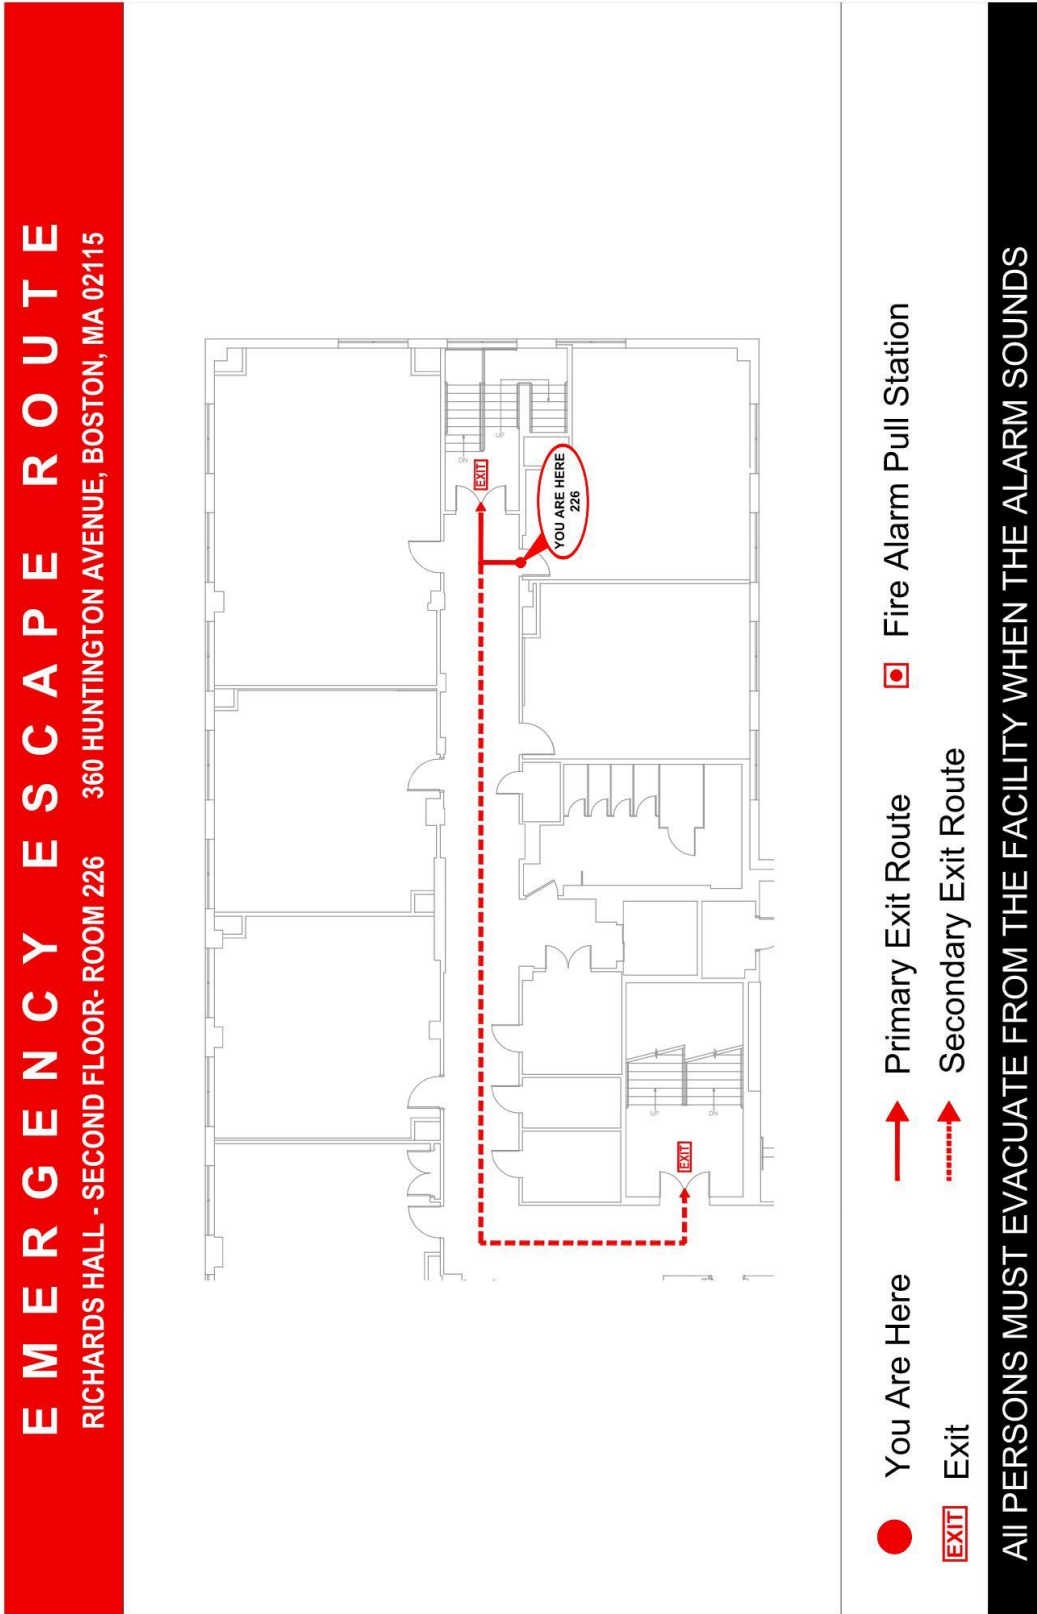 EMERGENCY ESCAPE ROUTE
RICHARDS HALL - SECOND FLOOR- ROOM 226 360 HUNTINGTON AVENUE, BOSTON, MA 02115
DN
UP
EXIT
YOU ARE HERE
226
UP
DN
EXIT
You Are Here
Primary Exit Route
Fire Alarm Pull Station
EXIT Exit
Secondary Exit Route
All PERSONS MUST EVACUATE FROM THE FACILITY WHEN THE ALARM SOUNDS